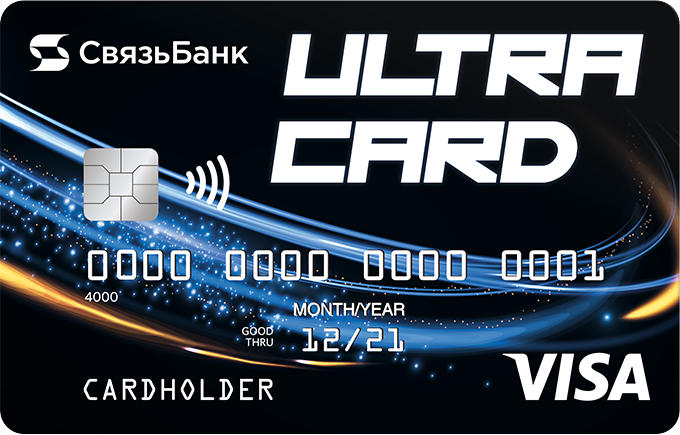 СвязьБанк
ULTRA
CARD
0000 0000 0000 0001
4000
MONTH/YEAR
GOOD
THRU
12/21
CARDHOLDER
VISA